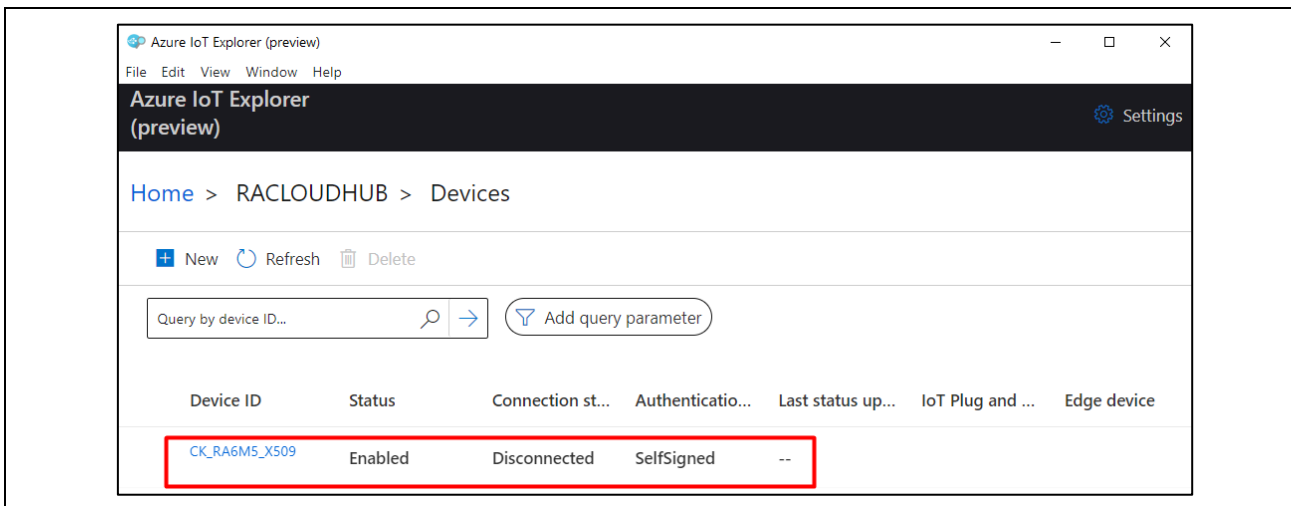 Azure IoT Explorer (preview)
File Edit View Window Help
Azure IoT Explorer
(preview)
Settings
Home > RACLOUDHUB > Devices
New Refresh Delete
Query by device ID... Add query parameter
Device ID Status Connection st... Authenticatio... Last status up... IoT Plug and ... Edge device
CK_RA6M5_X509 Enabled Disconnected SelfSigned --